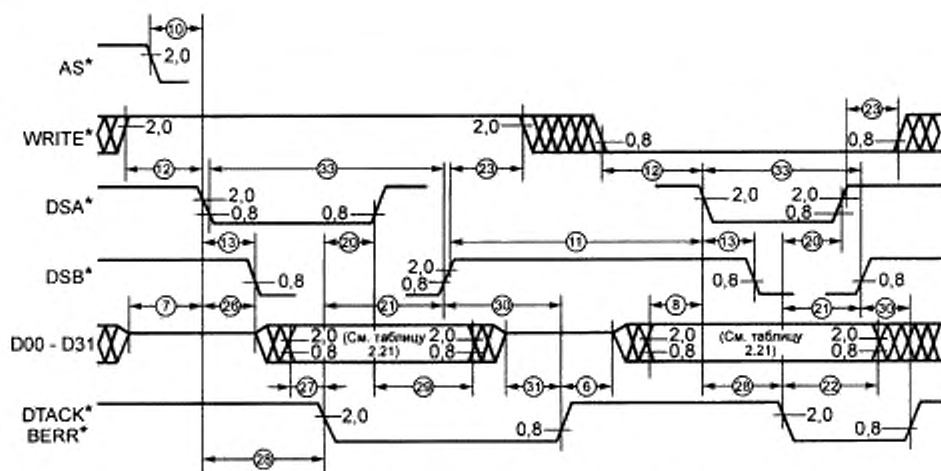 10
AS* 2,0
23
WRITE* 2,0 2,0 0,8 0,8
12 33 23 12 33
DSA* 2,0 0,8 0,8 2,0 2,0 0,8
13 20 11 13 20
DSB* 0,8 2,0 0,8 0,8 0,8
7 26 21 30 8 21 30
D00 - D31 2,0 0,8 (См. таблицу 2.21) 2,0 0,8 2,0 0,8 (См. таблицу 2.21) 2,0 0,8
27 29 31 6 28 22
DTACK* BERR* 2,0 0,8 2,0 0,8
28